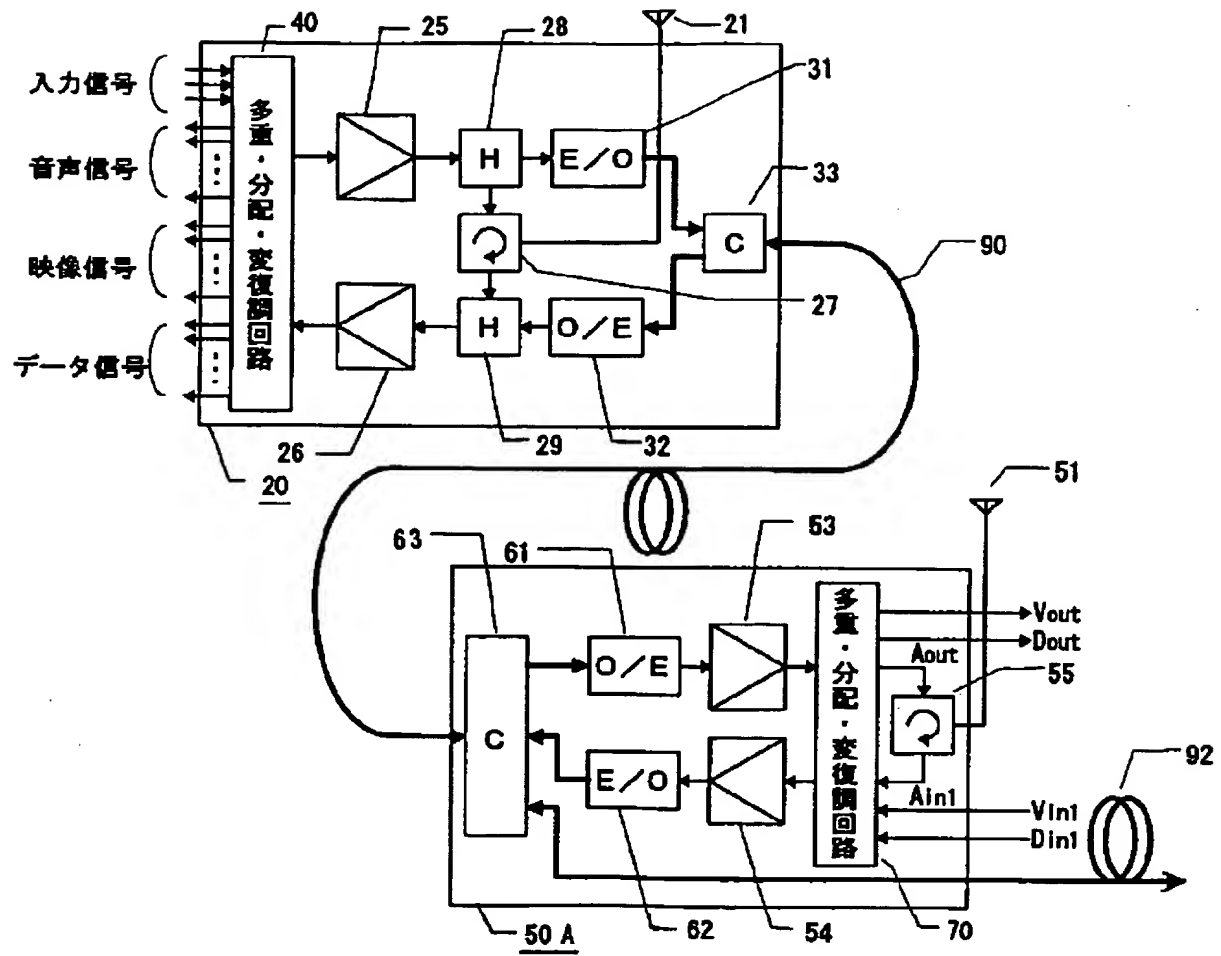 40
25
28
21
31
入力信号
33
H
E/O
音声信号
多重・分配・変復調回路
C
90
映像信号
27
H
O/E
データ信号
26
29
32
20
51
63
61
53
Vout
Dout
Aout
55
O/E
多重・分配・変復調回路
C
92
E/O
Ain1
Vin1
Din1
50A
62
54
70